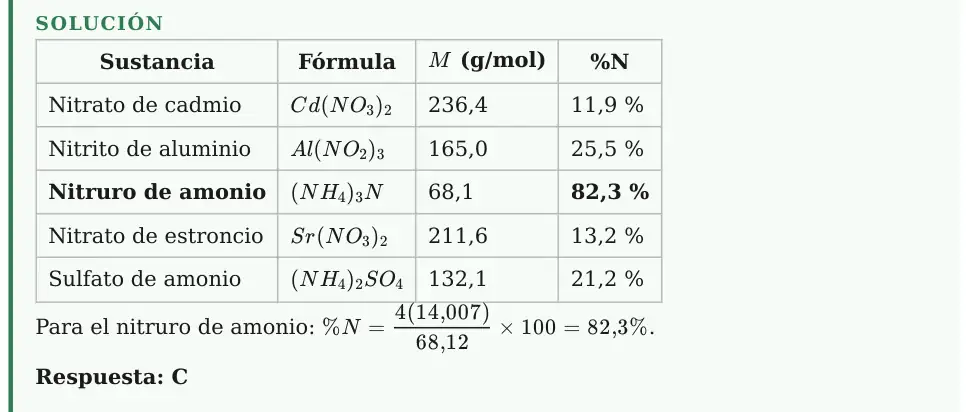 SOLUCIÓN
Sustancia Fórmula M (g/mol) %N
Nitrato de cadmio Cd(NO₃)₂ 236,4 11,9 %
Nitrito de aluminio Al(NO₂)₃ 165,0 25,5 %
Nitruro de amonio (NH₄)₃N 68,1 82,3 %
Nitrato de estroncio Sr(NO₃)₂ 211,6 13,2 %
Sulfato de amonio (NH₄)₂SO₄ 132,1 21,2 %
Para el nitruro de amonio: %N = 4(14,007)/68,12 × 100 = 82,3%.
Respuesta: C